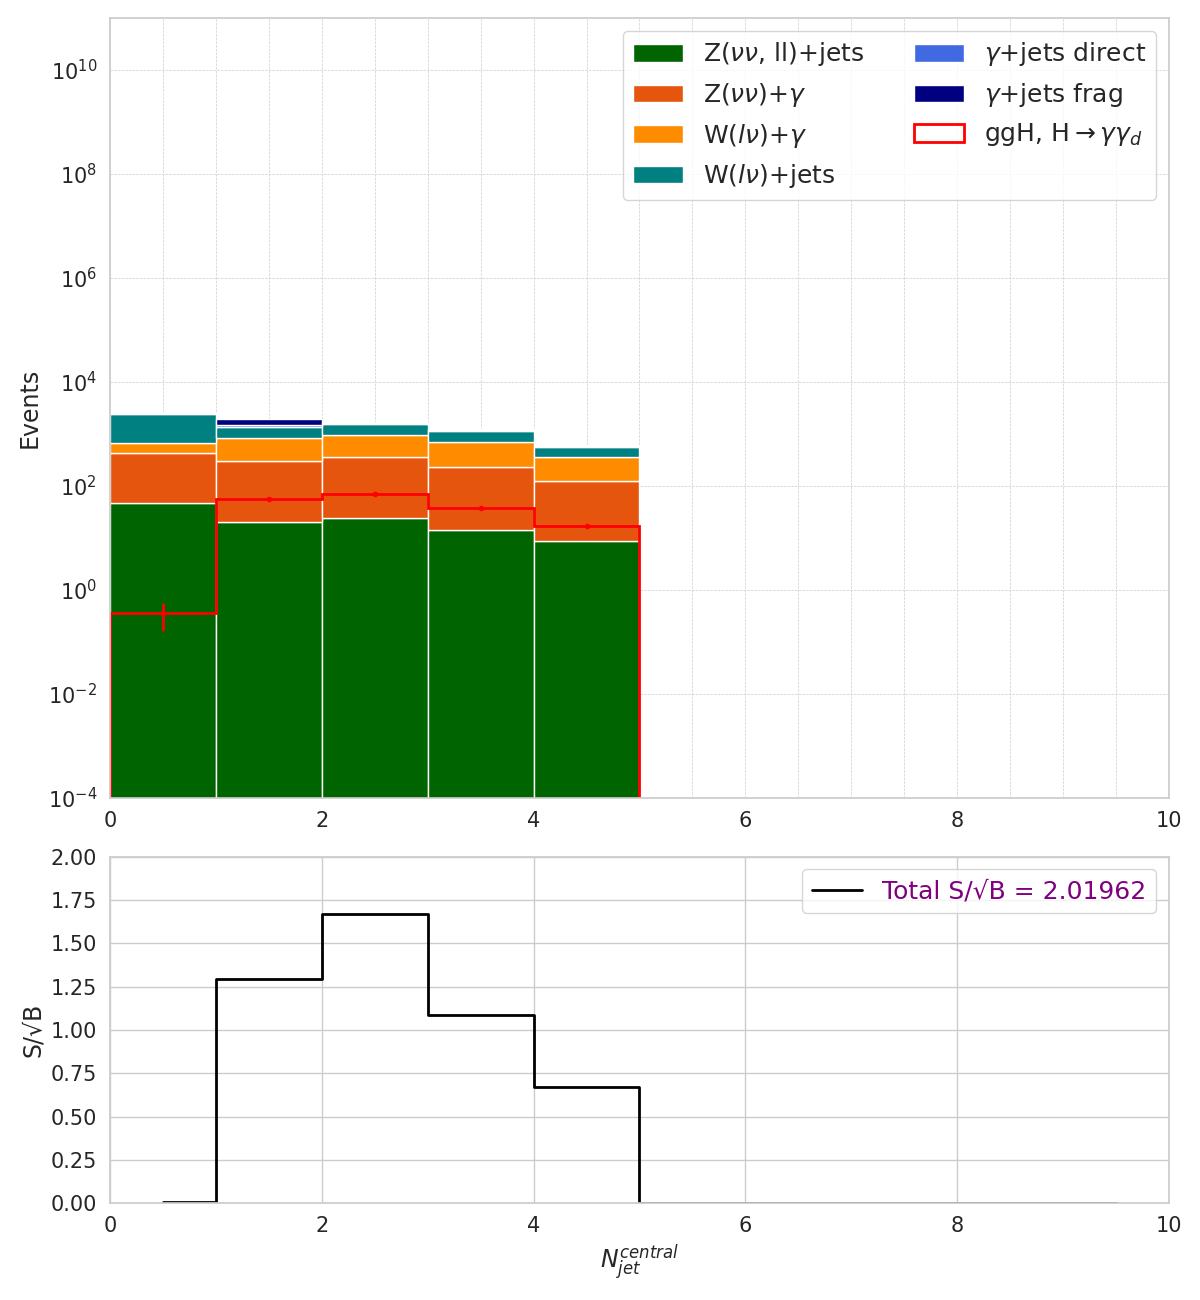 Z(νν, ll)+jets
Z(νν)+γ
W(lν)+γ
W(lν)+jets
γ+jets direct
γ+jets frag
ggH, H→γγ_d
Events
10^10
10^8
10^6
10^4
10^2
10^0
10^−2
10^−4
0 2 4 6 8 10
Total S/√B = 2.01962
S/√B
2.00
1.75
1.50
1.25
1.00
0.75
0.50
0.25
0.00
0 2 4 6 8 10
N_jet^central